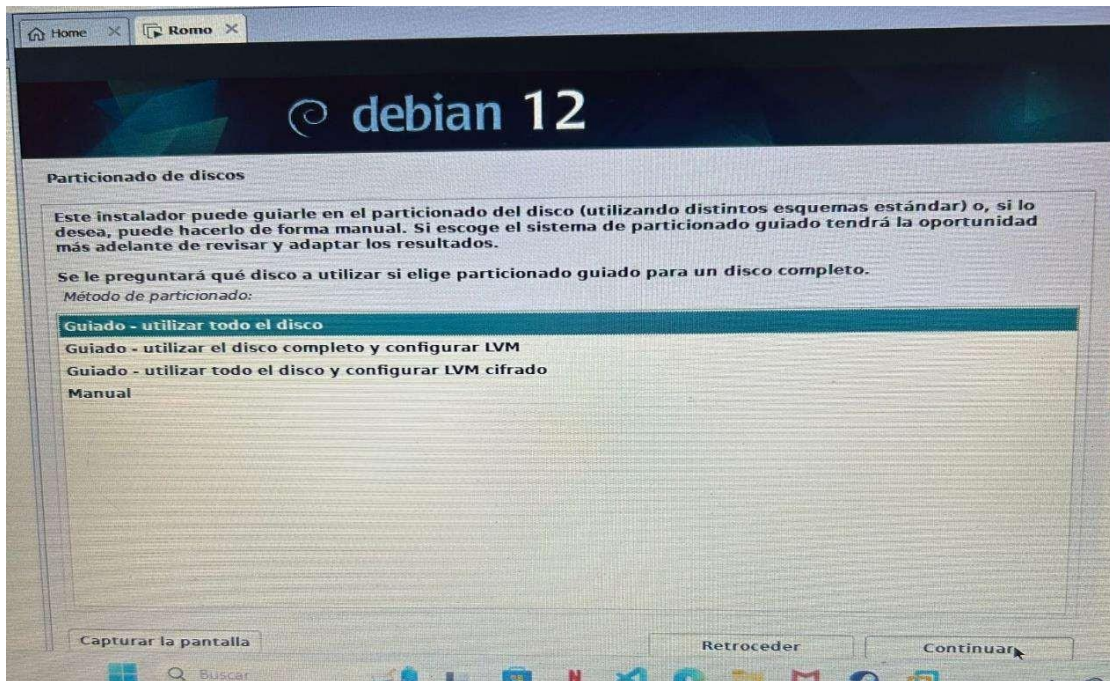 Home
Romo
debian 12
Particionado de discos
Este instalador puede guiarle en el particionado del disco (utilizando distintos esquemas estándar) o, si lo
desea, puede hacerlo de forma manual. Si escoge el sistema de particionado guiado tendrá la oportunidad
más adelante de revisar y adaptar los resultados.
Se le preguntará qué disco a utilizar si elige particionado guiado para un disco completo.
Método de particionado:
Guiado - utilizar todo el disco
Guiado - utilizar el disco completo y configurar LVM
Guiado - utilizar todo el disco y configurar LVM cifrado
Manual
Capturar la pantalla
Retroceder
Continuar
Buscar